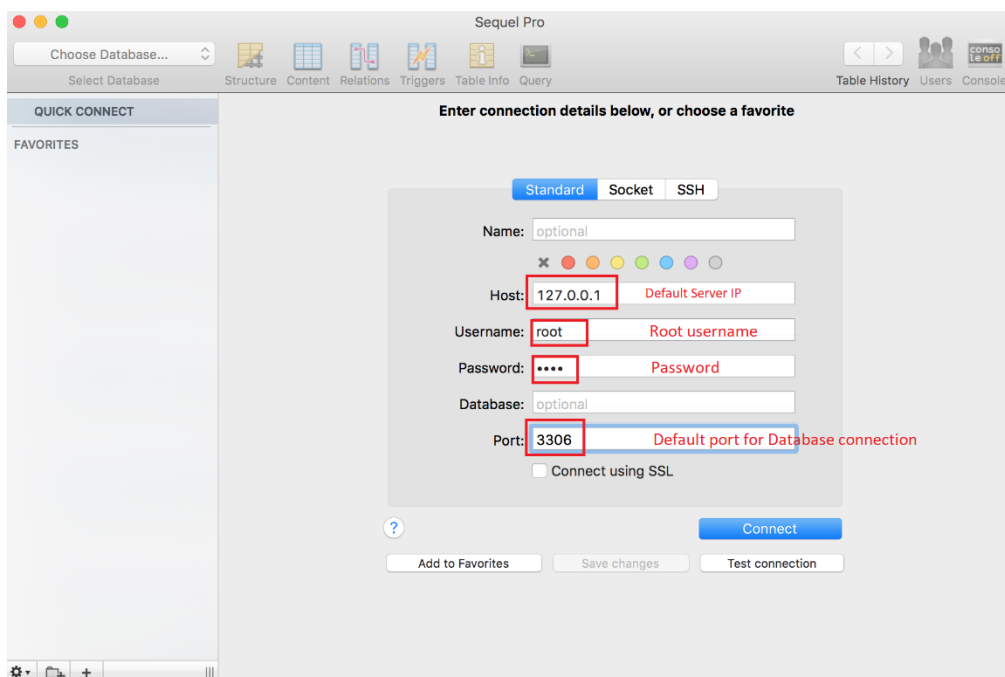 Sequel Pro
Choose Database...
Select Database
Structure Content Relations Triggers Table Info Query
Table History Users Console
conso
le off
QUICK CONNECT
FAVORITES
Enter connection details below, or choose a favorite
Standard Socket SSH
Name: optional
Host: 127.0.0.1 Default Server IP
Username: root Root username
Password: •••• Password
Database: optional
Port: 3306 Default port for Database connection
Connect using SSL
?
Connect
Add to Favorites Save changes Test connection